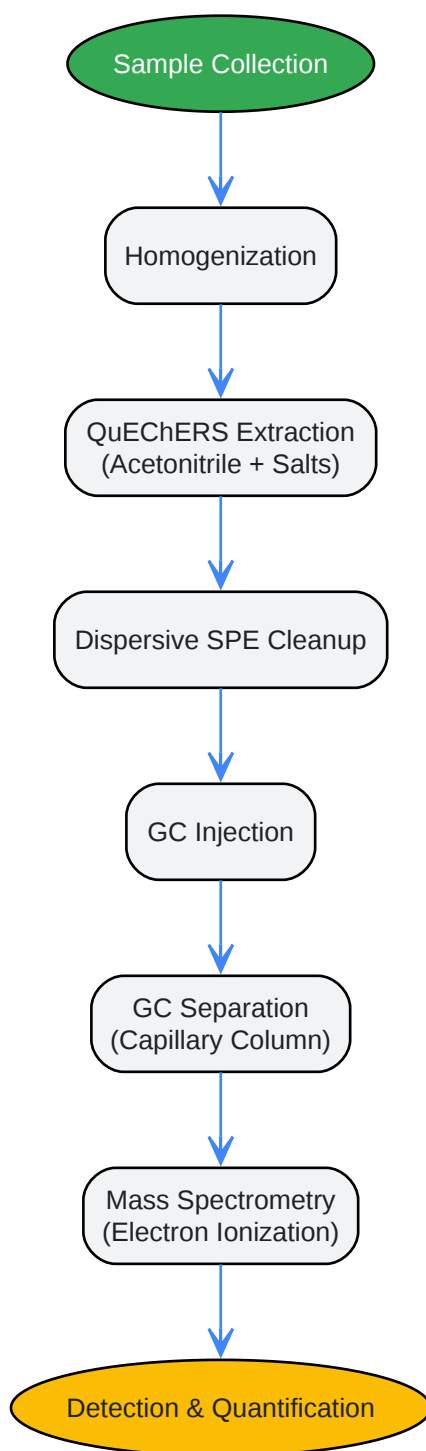 Sample Collection
Homogenization
QuEChERS Extraction
(Acetonitrile + Salts)
Dispersive SPE Cleanup
GC Injection
GC Separation
(Capillary Column)
Mass Spectrometry
(Electron Ionization)
Detection & Quantification